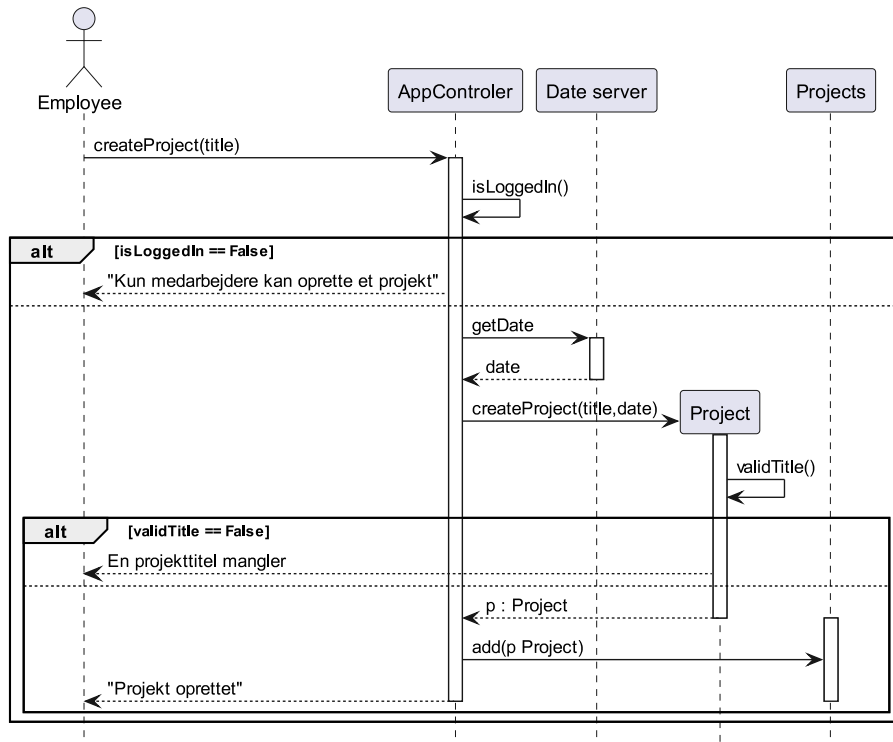 Employee
AppControler
Date server
Projects
createProject(title)
isLoggedIn()
alt
[isLoggedIn == False]
"Kun medarbejdere kan oprette et projekt"
getDate
date
createProject(title,date)
Project
validTitle()
alt
[validTitle == False]
En projekttitel mangler
p : Project
add(p Project)
"Projekt oprettet"